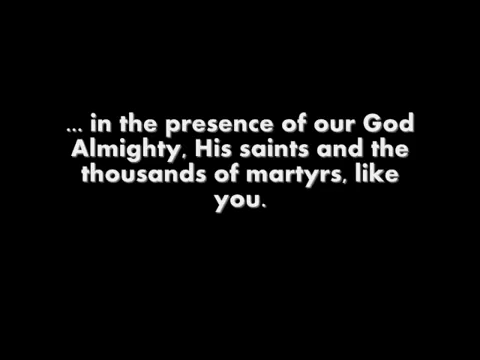 ... in the presence of our God
Almighty, His saints and the
thousands of martyrs, like
you.